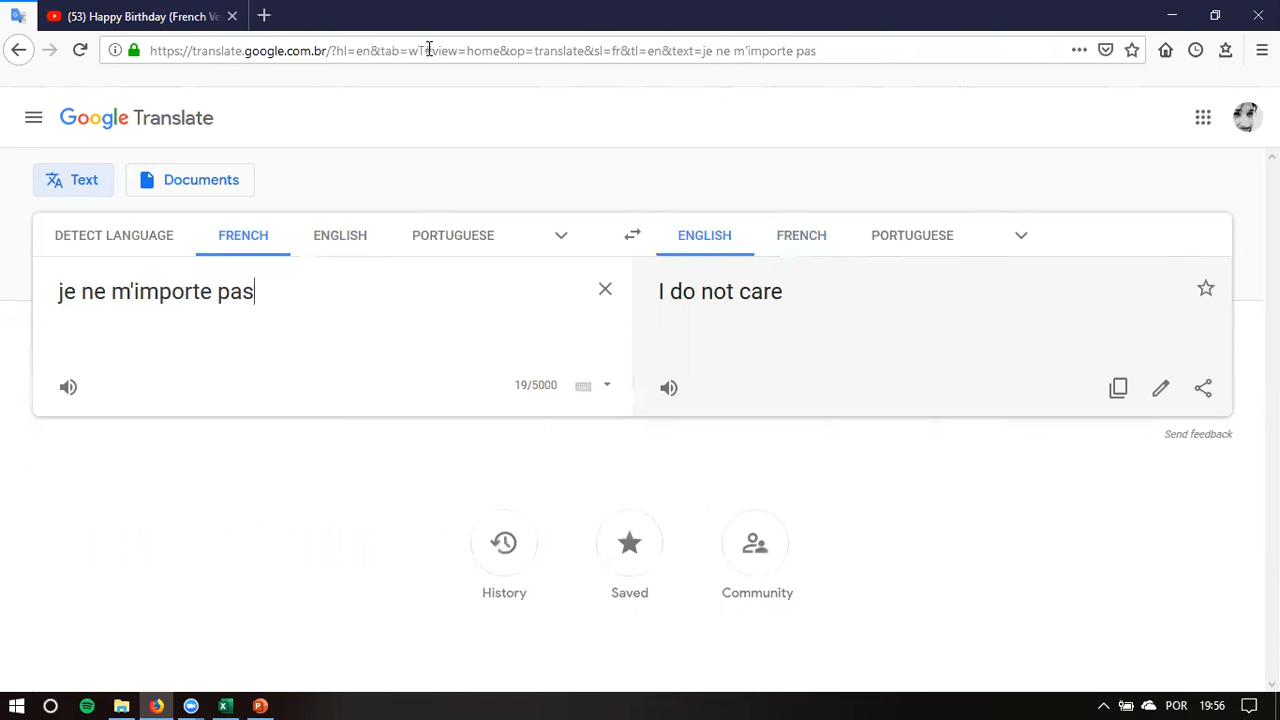 (53) Happy Birthday (French Ve
https://translate.google.com.br/?hl=en&tab=wT#view=home&op=translate&sl=fr&tl=en&text=je ne m'importe pas
Google Translate
Text
Documents
DETECT LANGUAGE
FRENCH
ENGLISH
PORTUGUESE
ENGLISH
FRENCH
PORTUGUESE
je ne m'importe pas
I do not care
19/5000
Send feedback
History
Saved
Community
POR
19:56